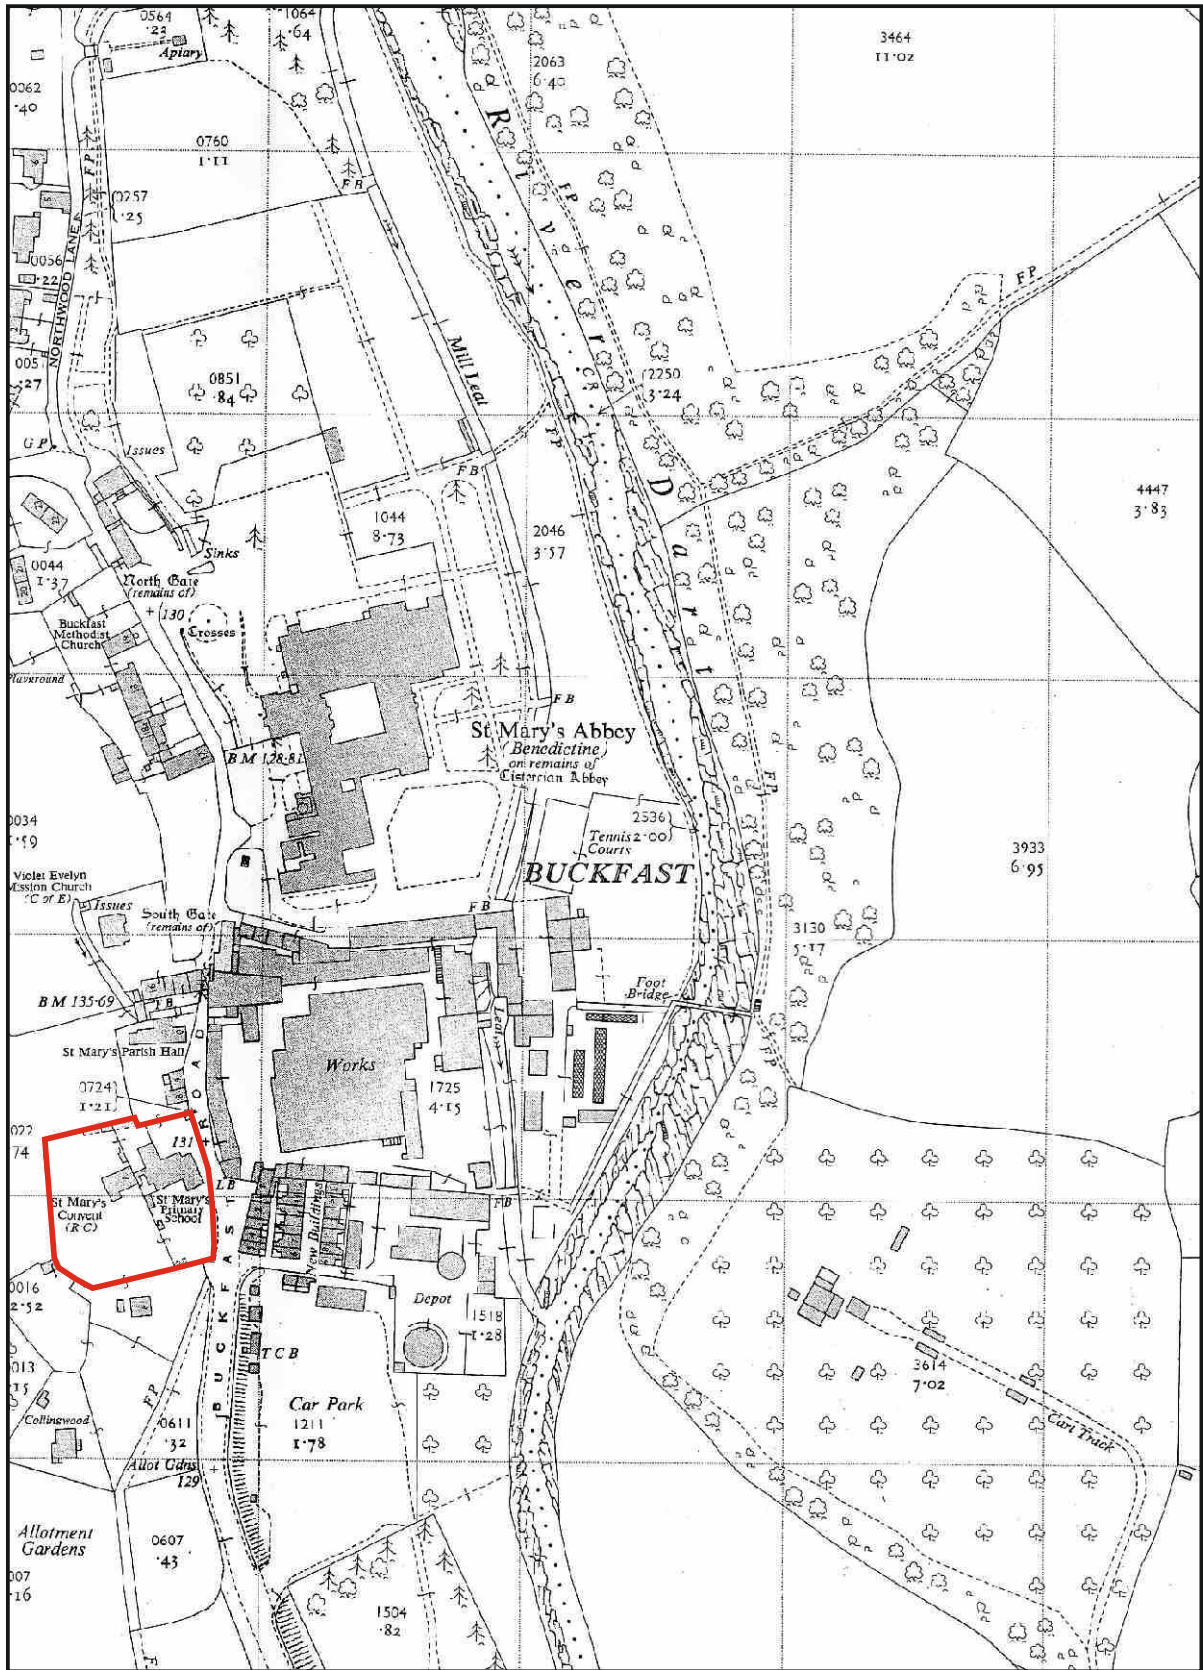 0564
.22
1064
.64
Apiary
2063
6.40
3464
11.02
0062
.40
0760
1.11
FP
FB
River Dart
FP
0257
.25
NORTHWOOD LANE
0056
.22
FP
Mill Leat
CR
2250
3.24
0851
.84
FP
GP
Issues
FB
1044
8.73
2046
3.57
4447
3.83
Sinks
0044
1.37
North Gate
(remains of)
+ 130
Crosses
Buckfast
Methodist
Church
Playground
FB
St Mary's Abbey
(Benedictine)
on remains of
Cistercian Abbey
BM 128.81
FP
0034
1.59
2536
2.00
Tennis
Courts
BUCKFAST
3933
6.95
Violet Evelyn
Mission Church
(C of E)
Issues
South Gate
(remains of)
FB
3130
5.17
Foot
Bridge
BM 135.69
TB
Leat
St Mary's Parish Hall
Works
1725
4.15
FP
0724
1.21
131 +
LB
St Mary's
Convent
(R C)
St Mary's
Primary
School
FB
New Buildings
BUCKFAST ROAD
0016
2.52
Depot
1518
1.28
TCB
3614
7.02
Car Park
1211
1.78
FP
Collingwood
0611
.32
Cart Track
Allot Gdns
129 +
Allotment
Gardens
0607
.43
1504
.82